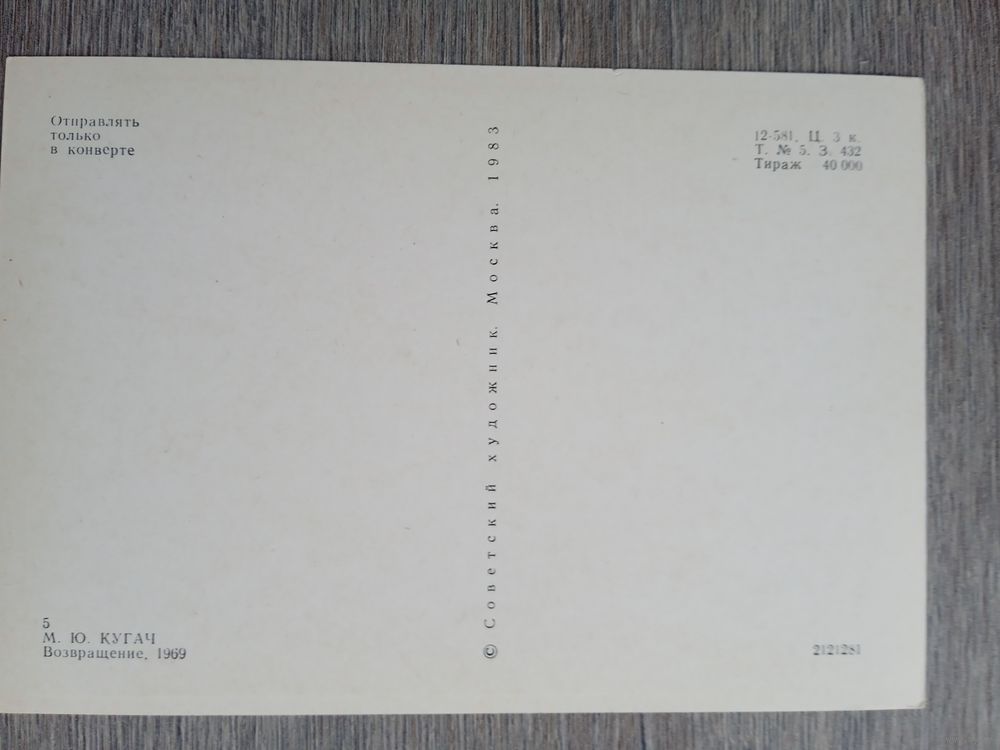 Отправлять
только
в конверте
12-581. Ц. 3 к.
Т. № 5. З. 432
Тираж 40 000
© Советский художник. Москва. 1983
5
М. Ю. КУГАЧ
Возвращение, 1969
2121281